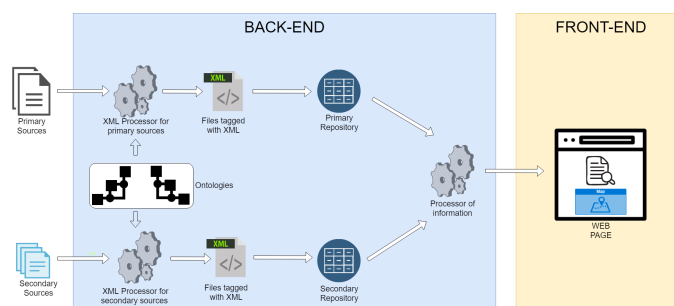 BACK-END
FRONT-END
Primary
Sources
XML Processor for
primary sources
XML
Files tagged
with XML
Primary
Repository
Ontologies
Processor of
information
Map
WEB
PAGE
Secondary
Sources
XML Processor for
secondary sources
XML
Files tagged
with XML
Secondary
Repository